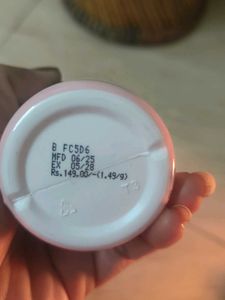 B FC5D6
MFD 06/25
EX 05/28
Rs.149.00/-(1.49/g)